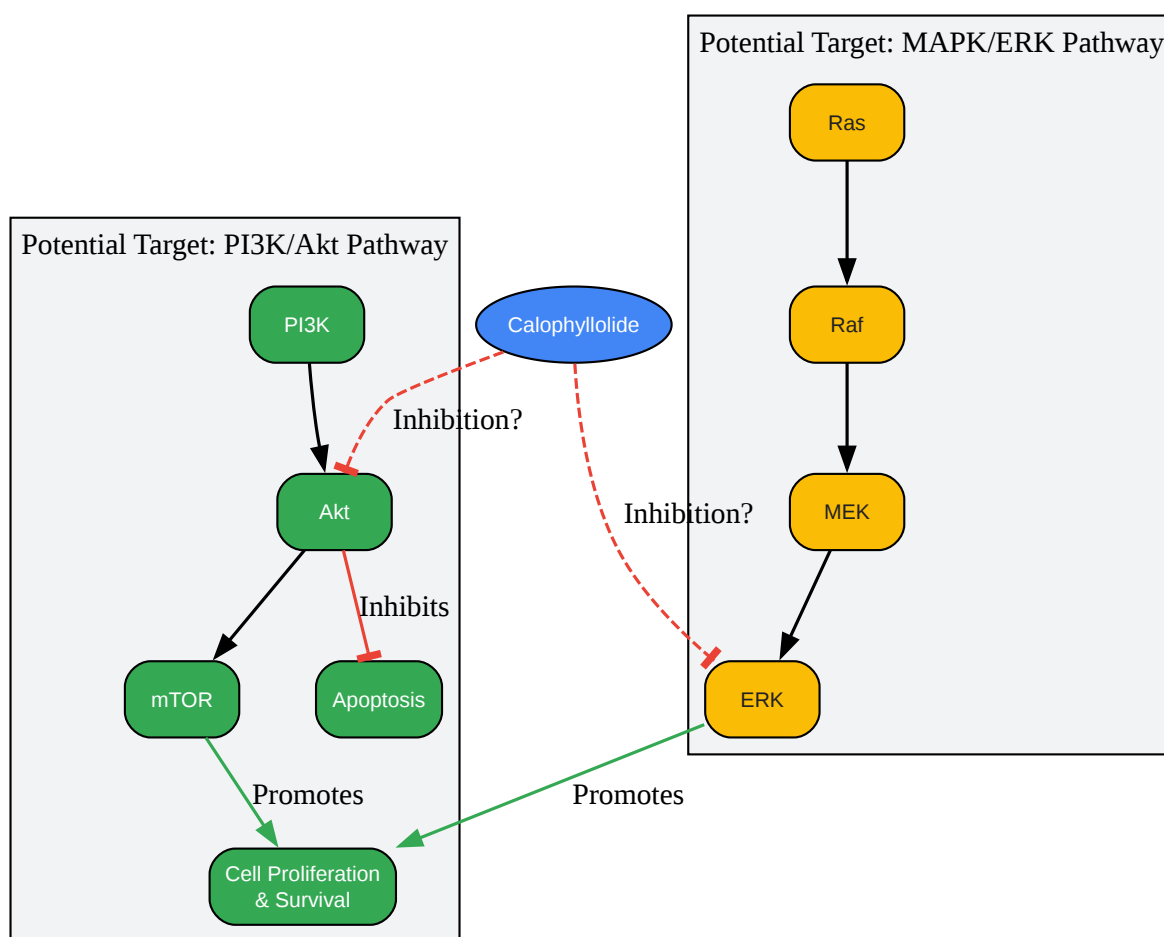 Potential Target: MAPK/ERK Pathway
Ras
Potential Target: PI3K/Akt Pathway
PI3K
Calophyllolide
Raf
Inhibition?
Akt
Inhibition?
MEK
Inhibits
mTOR
Apoptosis
ERK
Promotes
Promotes
Cell Proliferation
& Survival